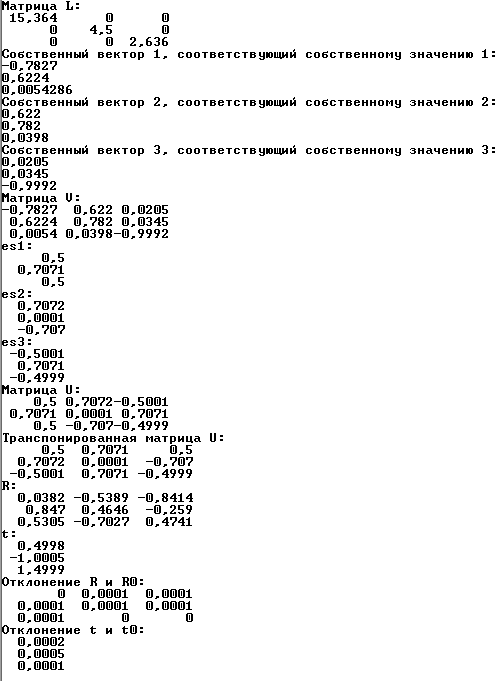 Матрица L:
15,364 0 0
0 4,5 0
0 0 2,636
Собственный вектор 1, соответствующий собственному значению 1:
-0,7827
0,6224
0,0054286
Собственный вектор 2, соответствующий собственному значению 2:
0,622
0,782
0,0398
Собственный вектор 3, соответствующий собственному значению 3:
0,0205
0,0345
-0,9992
Матрица V:
-0,7827 0,622 0,0205
0,6224 0,782 0,0345
0,0054 0,0398-0,9992
es1:
0,5
0,7071
0,5
es2:
0,7072
0,0001
-0,707
es3:
-0,5001
0,7071
-0,4999
Матрица U:
0,5 0,7072-0,5001
0,7071 0,0001 0,7071
0,5 -0,707-0,4999
Транспонированная матрица U:
0,5 0,7071 0,5
0,7072 0,0001 -0,707
-0,5001 0,7071 -0,4999
R:
0,0382 -0,5389 -0,8414
0,847 0,4646 -0,259
0,5305 -0,7027 0,4741
t:
0,4998
-1,0005
1,4999
Отклонение R и R0:
0 0,0001 0,0001
0,0001 0,0001 0,0001
0,0001 0 0
Отклонение t и t0:
0,0002
0,0005
0,0001